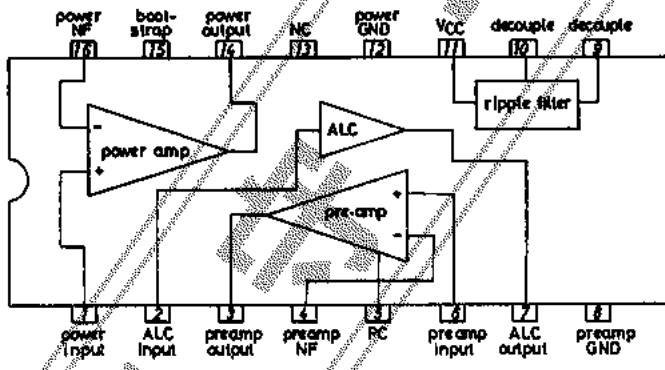 power NF
boot-strap
power output
NC
power GND
VCC
decouple
decouple
16
15
14
13
12
11
10
9
ripple filter
-
power amp
+
ALC
+
pre-amp
-
1
2
3
4
5
6
7
8
power input
ALC input
preamp output
preamp NF
RC
preamp input
ALC output
preamp GND